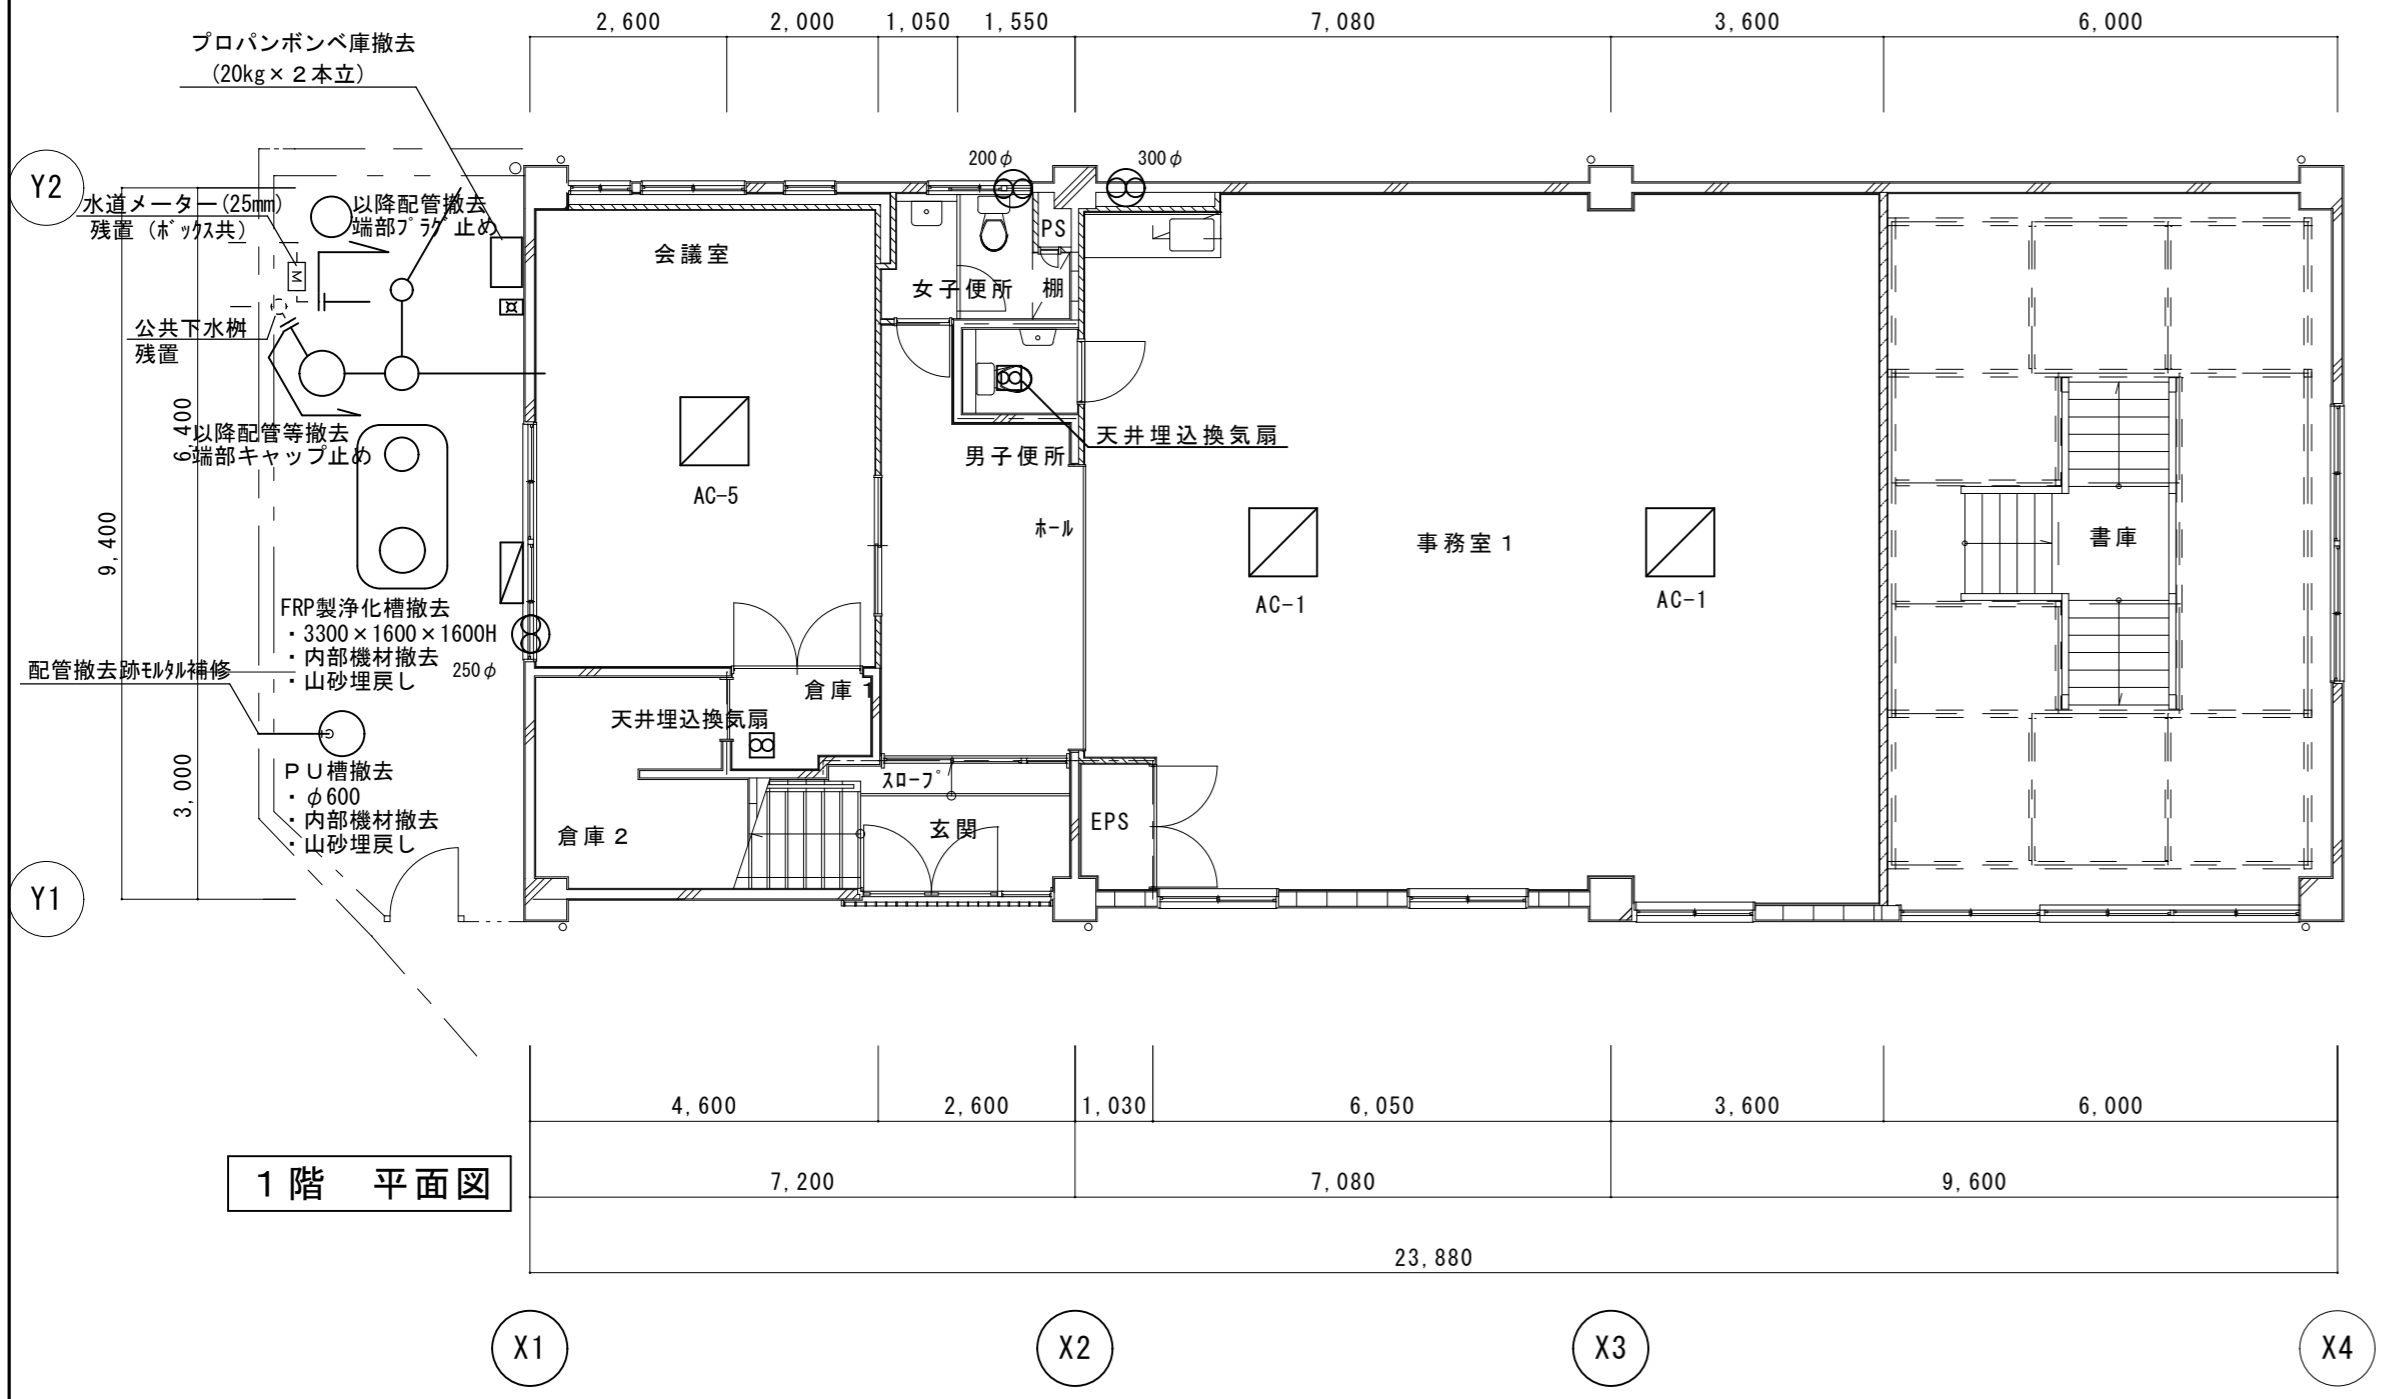 2,600
2,000
1,050
1,550
7,080
3,600
6,000
プロパンボンベ庫撤去
(20kg×２本立)
Y2
200φ
300φ
水道メーター(25mm)
残置（ﾎﾞｯｸｽ共）
以降配管撤去
端部ﾌﾟﾗｸﾞ止め
M
PS
会議室
女子便所
棚
公共下水桝
残置
6,400
以降配管等撤去
端部キャップ止め
天井埋込換気扇
男子便所
AC-5
ホール
事務室１
書庫
9,400
AC-1
AC-1
FRP製浄化槽撤去
・3300×1600×1600H
・内部機材撤去
・山砂埋戻し
250φ
配管撤去跡ﾓﾙﾀﾙ補修
倉庫１
天井埋込換気扇
3,000
ＰＵ槽撤去
・φ600
・内部機材撤去
・山砂埋戻し
ｽﾛｰﾌﾟ
倉庫２
玄関
EPS
Y1
4,600
2,600
1,030
6,050
3,600
6,000
１階　平面図
7,200
7,080
9,600
23,880
X1
X2
X3
X4